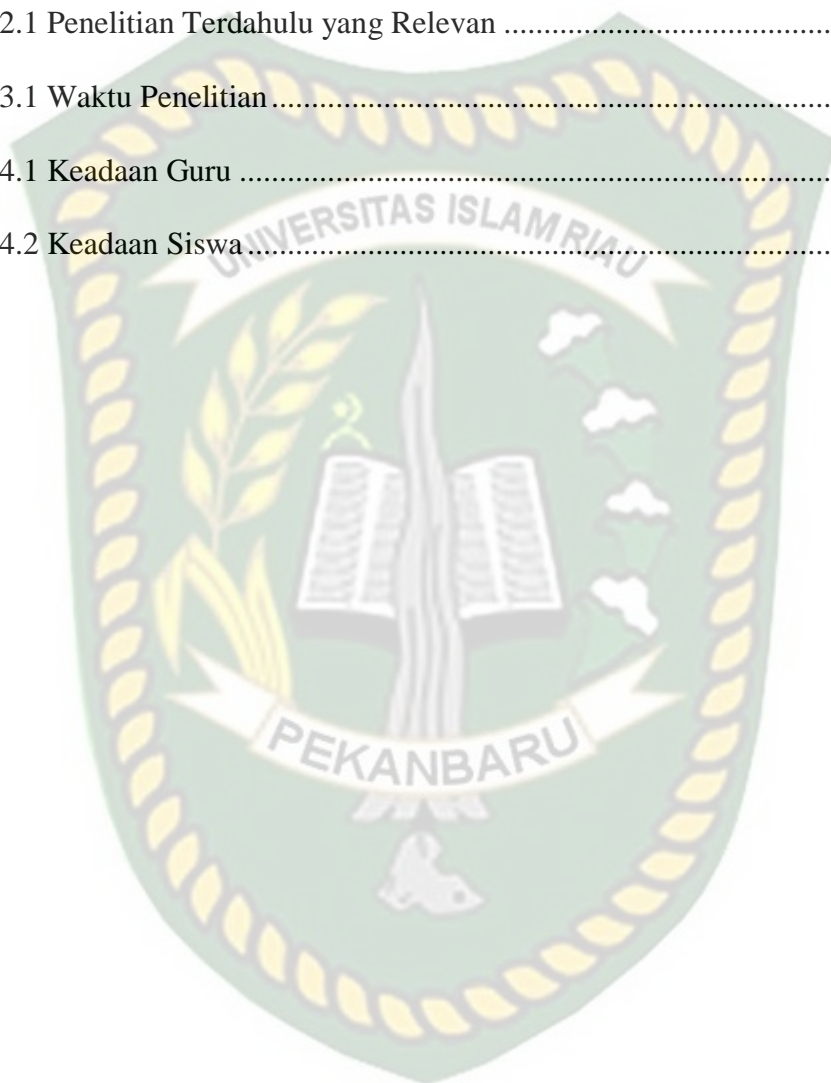 2.1 Penelitian Terdahulu yang Relevan ........................................
3.1 Waktu Penelitian.....................................................................
4.1 Keadaan Guru .........................................................................
4.2 Keadaan Siswa........................................................................
UNIVERSITAS ISLAM RIAU
PEKANBARU